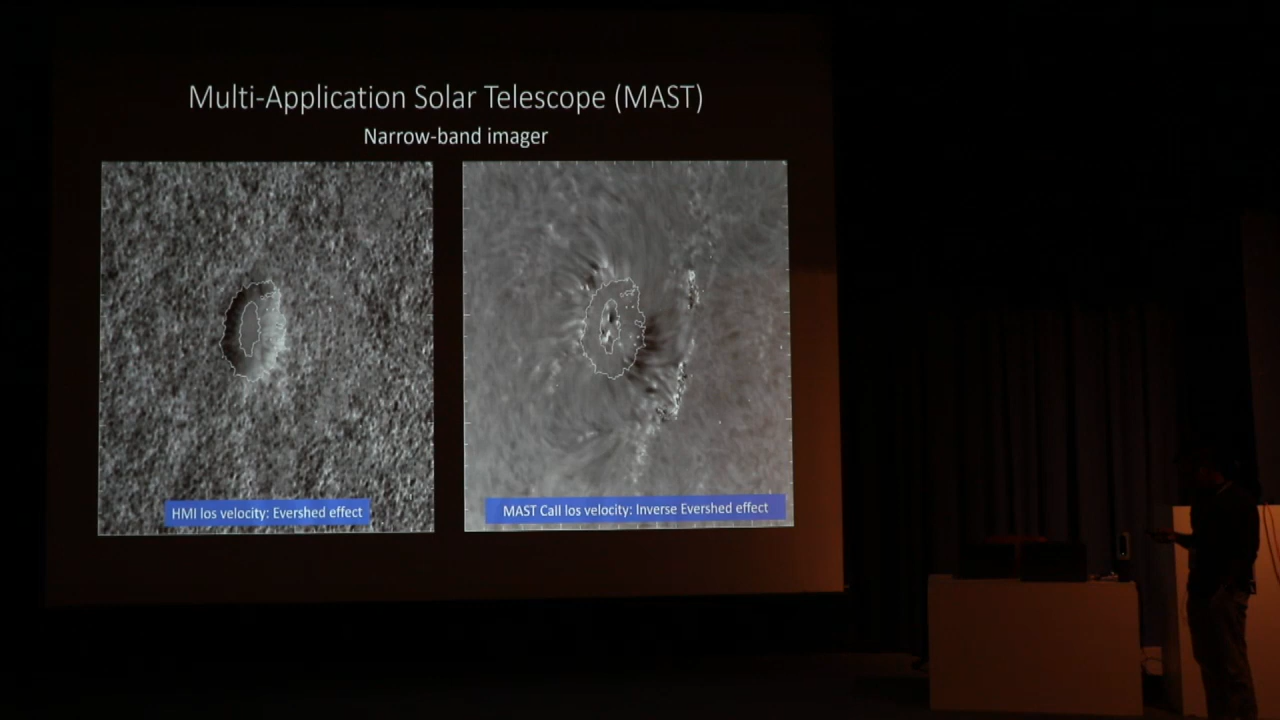 Multi-Application Solar Telescope (MAST)
Narrow-band imager
HMI los velocity: Evershed effect
MAST CaII los velocity: Inverse Evershed effect